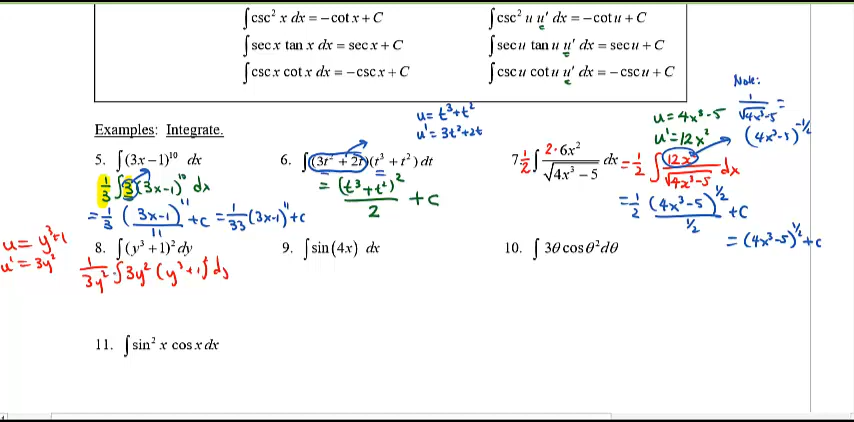 ∫csc² x dx = −cot x + C    ∫csc² u u′ dx = −cot u + C
∫sec x tan x dx = sec x + C    ∫sec u tan u u′ dx = sec u + C
∫csc x cot x dx = −csc x + C    ∫csc u cot u u′ dx = −csc u + C
Examples: Integrate.
5. ∫(3x−1)¹⁰ dx
1/3 ∫3(3x−1)¹⁰ dx
= 1/3 (3x−1)¹¹/11 + C = 1/33 (3x−1)¹¹ + C
u = t³+t²
u' = 3t²+2t
6. ∫(3t² + 2t)(t³ + t²) dt
= (t³+t²)²/2 + C
Note:
1/√(4x³−5) =
(4x³−5)^(−1/2)
u = 4x³−5
u' = 12x²
7. 1/2 ∫ 2·6x²/√(4x³−5) dx = 1/2 ∫ 12x²/√(4x³−5) dx
= 1/2 (4x³−5)^(1/2)/(1/2) + C
= (4x³−5)^(1/2) + C
u = y³+1
u' = 3y²
8. ∫(y³+1)² dy
1/3y² · ∫3y² (y³+1)² dy
9. ∫sin(4x) dx
10. ∫3θ cos θ² dθ
11. ∫sin² x cos x dx